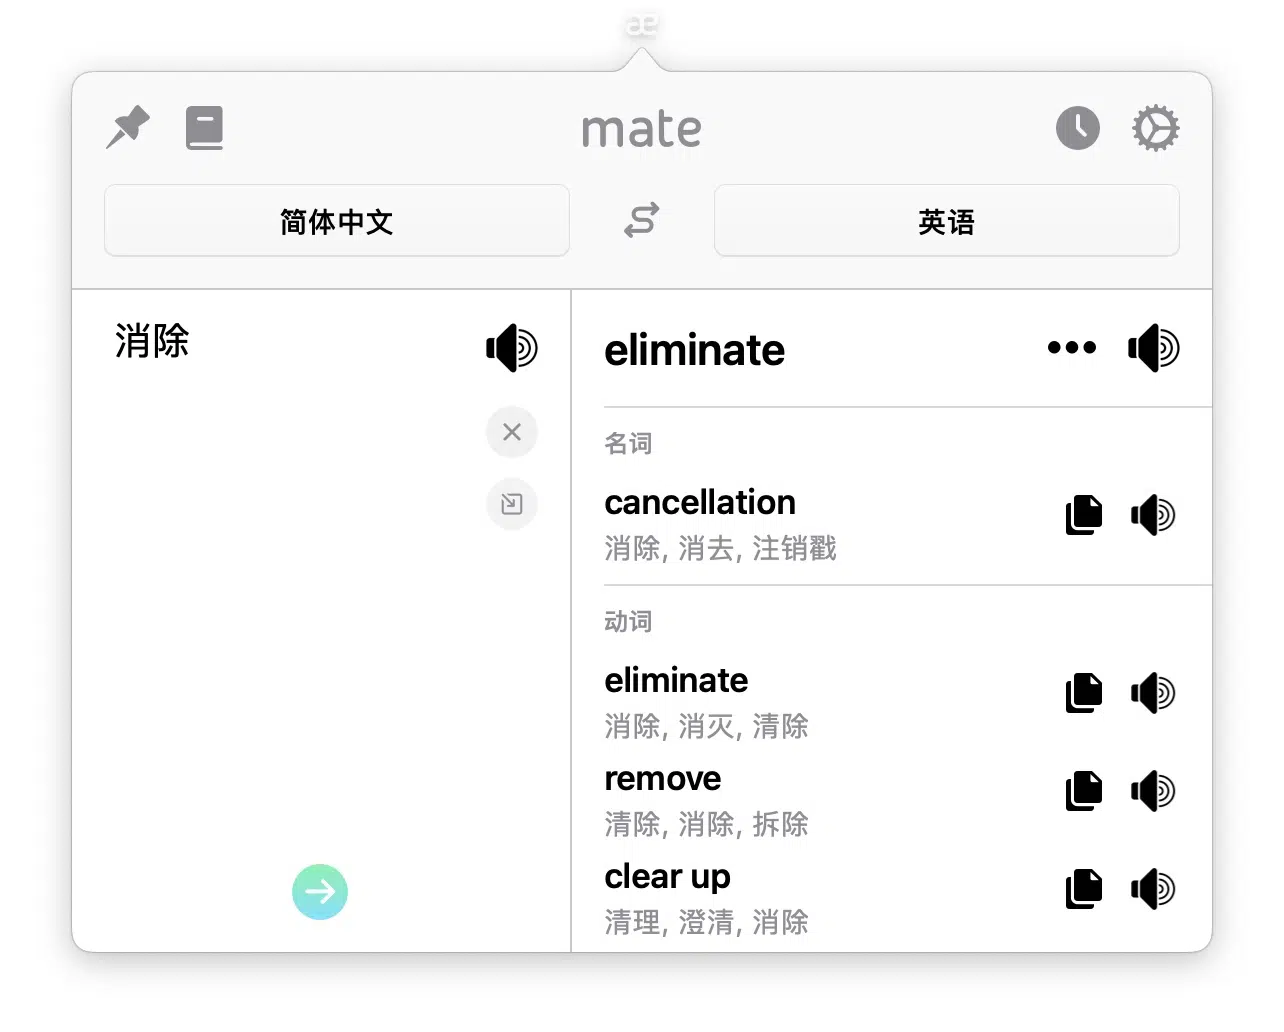 æ
mate
简体中文
英语
消除
eliminate
名词
cancellation
消除, 消去, 注销戳
动词
eliminate
消除, 消灭, 清除
remove
清除, 消除, 拆除
clear up
清理, 澄清, 消除